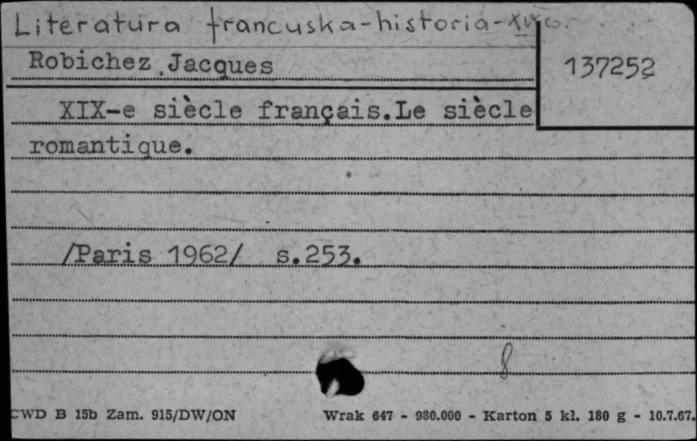 Literatura francuska-historia-
Robichez, Jacques
137252
XIX-e siècle français. Le siècle
romantique.
/Paris 1962/ s.253.
8
CWD B 15b Zam. 915/DW/ON Wrak 647 - 980.000 - Karton 5 kl. 180 g - 10.7.67.